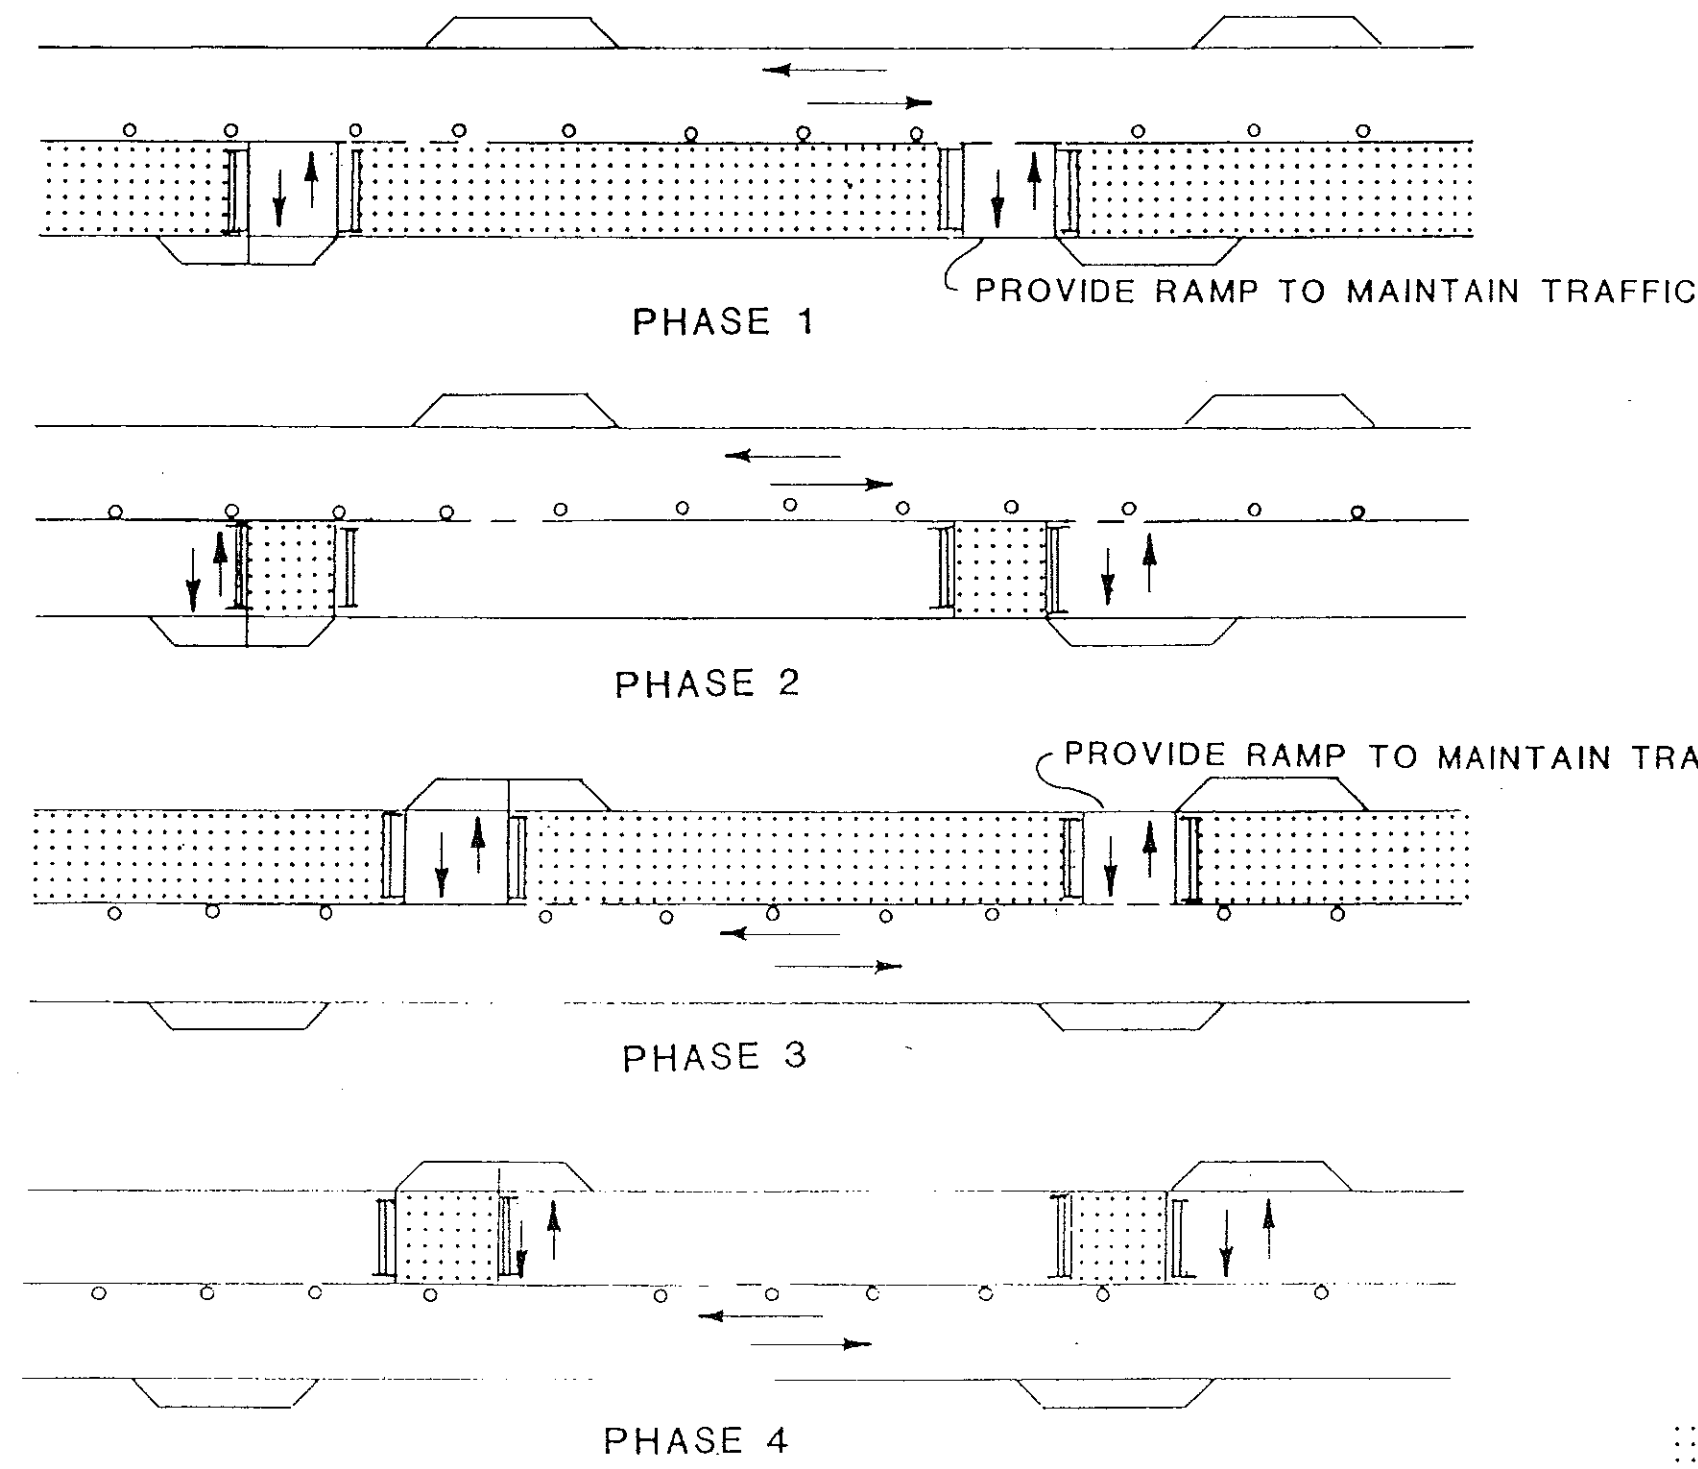 PROVIDE RAMP TO MAINTAIN TRAFFIC
PHASE 1
PHASE 2
PROVIDE RAMP TO MAINTAIN TRA
PHASE 3
PHASE 4